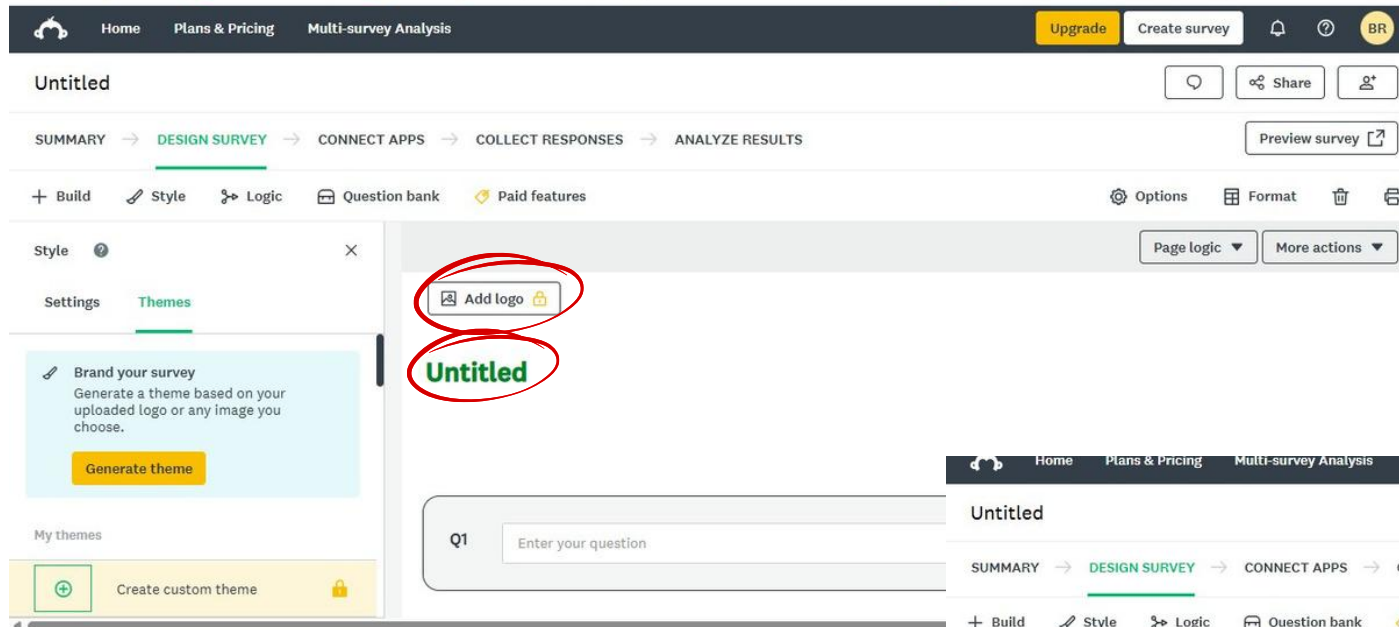 Home Plans & Pricing Multi-survey Analysis Upgrade Create survey BR
Untitled Share
SUMMARY → DESIGN SURVEY → CONNECT APPS → COLLECT RESPONSES → ANALYZE RESULTS Preview survey
+ Build Style Logic Question bank Paid features Options Format
Style ? Page logic More actions
Settings Themes
Add logo
Brand your survey
Generate a theme based on your
uploaded logo or any image you
choose.
Generate theme
Untitled
My themes
Create custom theme
Q1 Enter your question
Home Plans & Pricing Multi-survey Analysis
Untitled
SUMMARY → DESIGN SURVEY → CONNECT APPS →
+ Build Style Logic Question bank